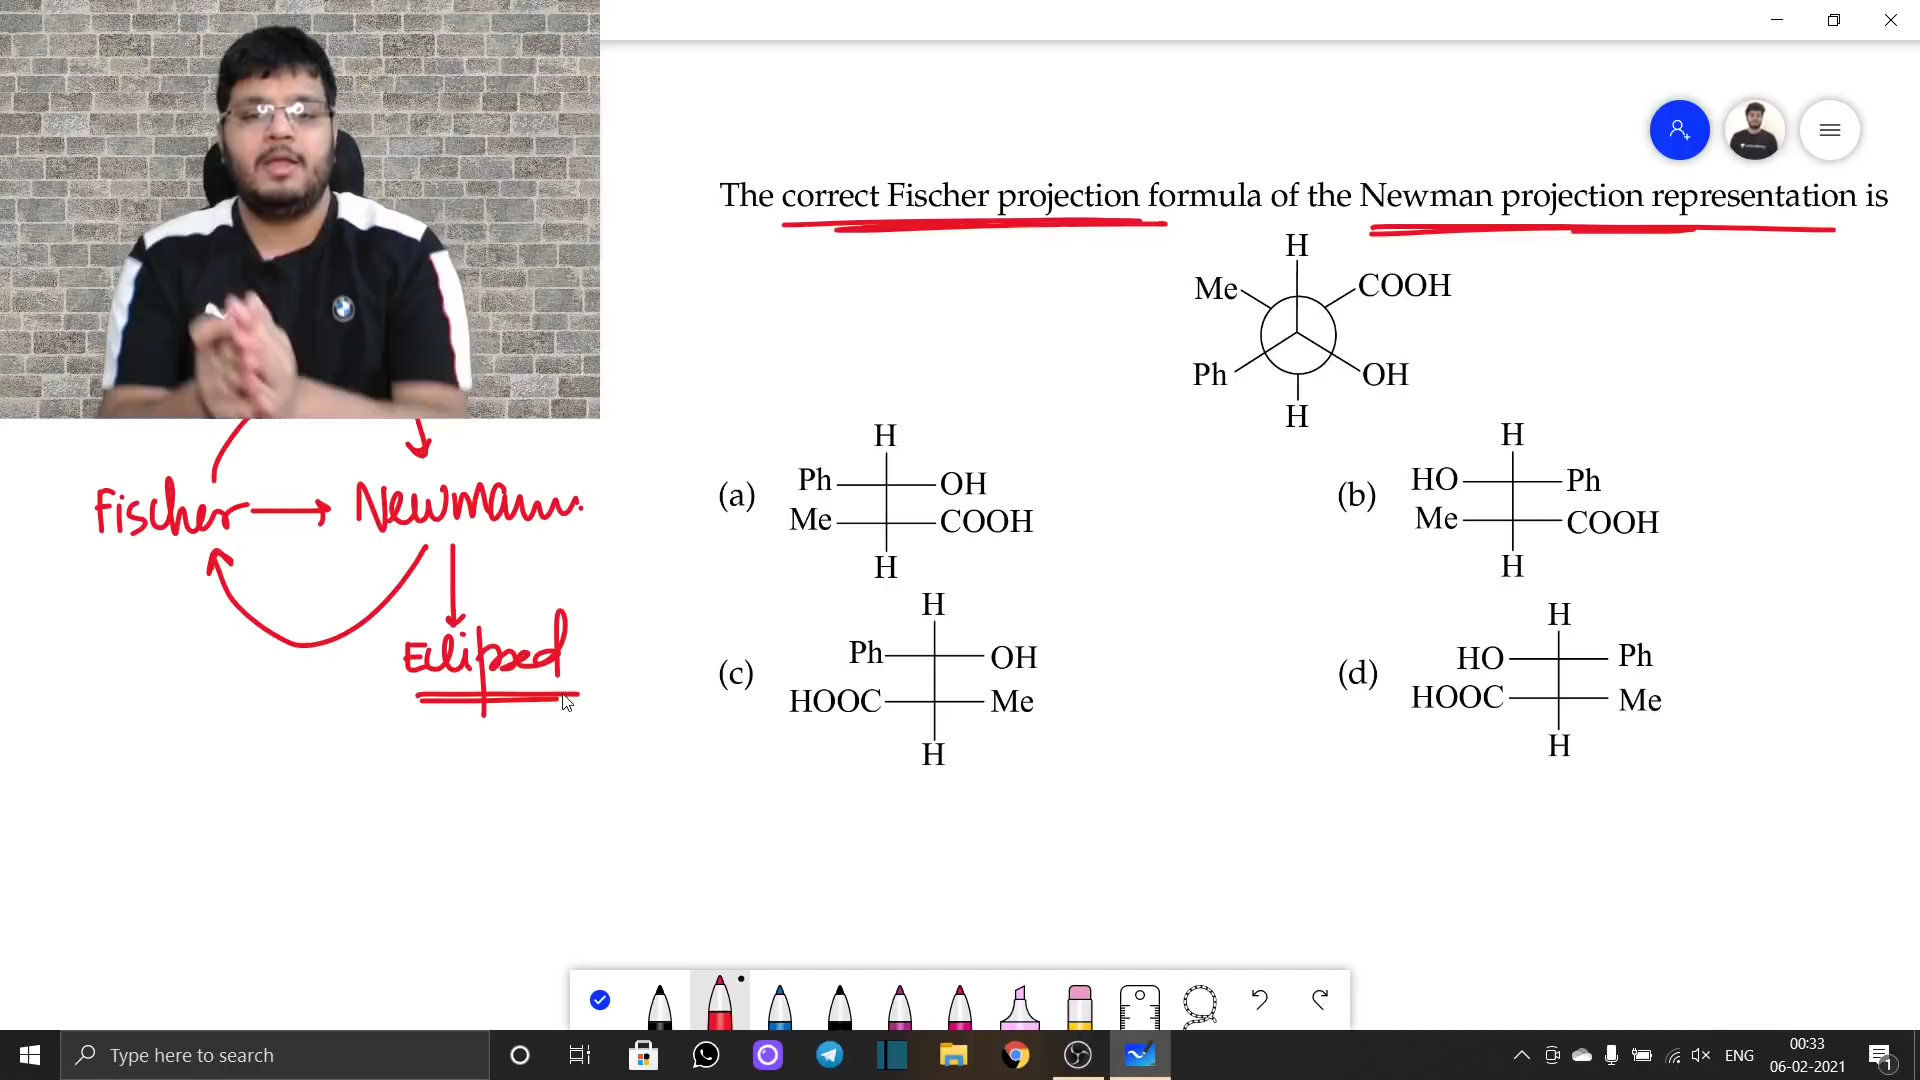 The correct Fischer projection formula of the Newman projection representation is
H
Me
COOH
Ph
OH
H
(a)
H
Ph
OH
Me
COOH
H
(b)
H
HO
Ph
Me
COOH
H
(c)
H
Ph
OH
HOOC
Me
H
(d)
H
HO
Ph
HOOC
Me
H
Fischer
Newmann.
Eclipsed
Type here to search
ENG
00:33
06-02-2021
1